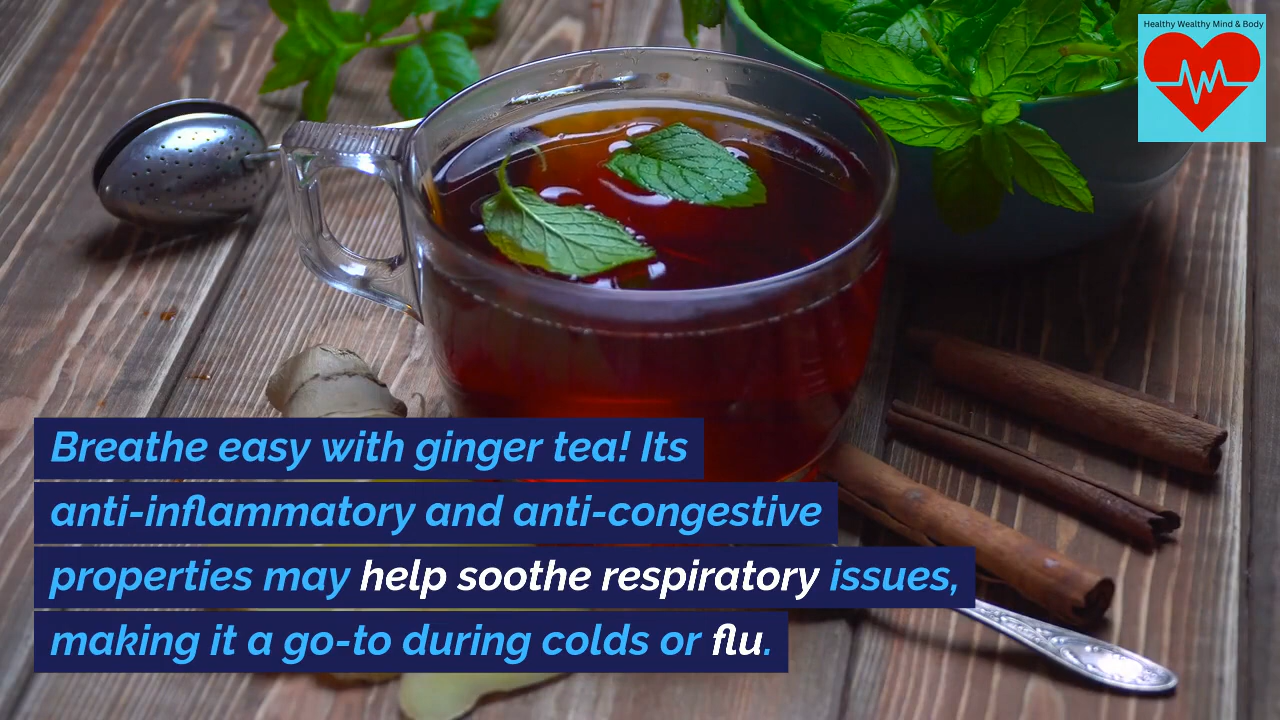 Healthy Wealthy Mind & Body
Breathe easy with ginger tea! Its
anti-inflammatory and anti-congestive
properties may help soothe respiratory issues,
making it a go-to during colds or flu.